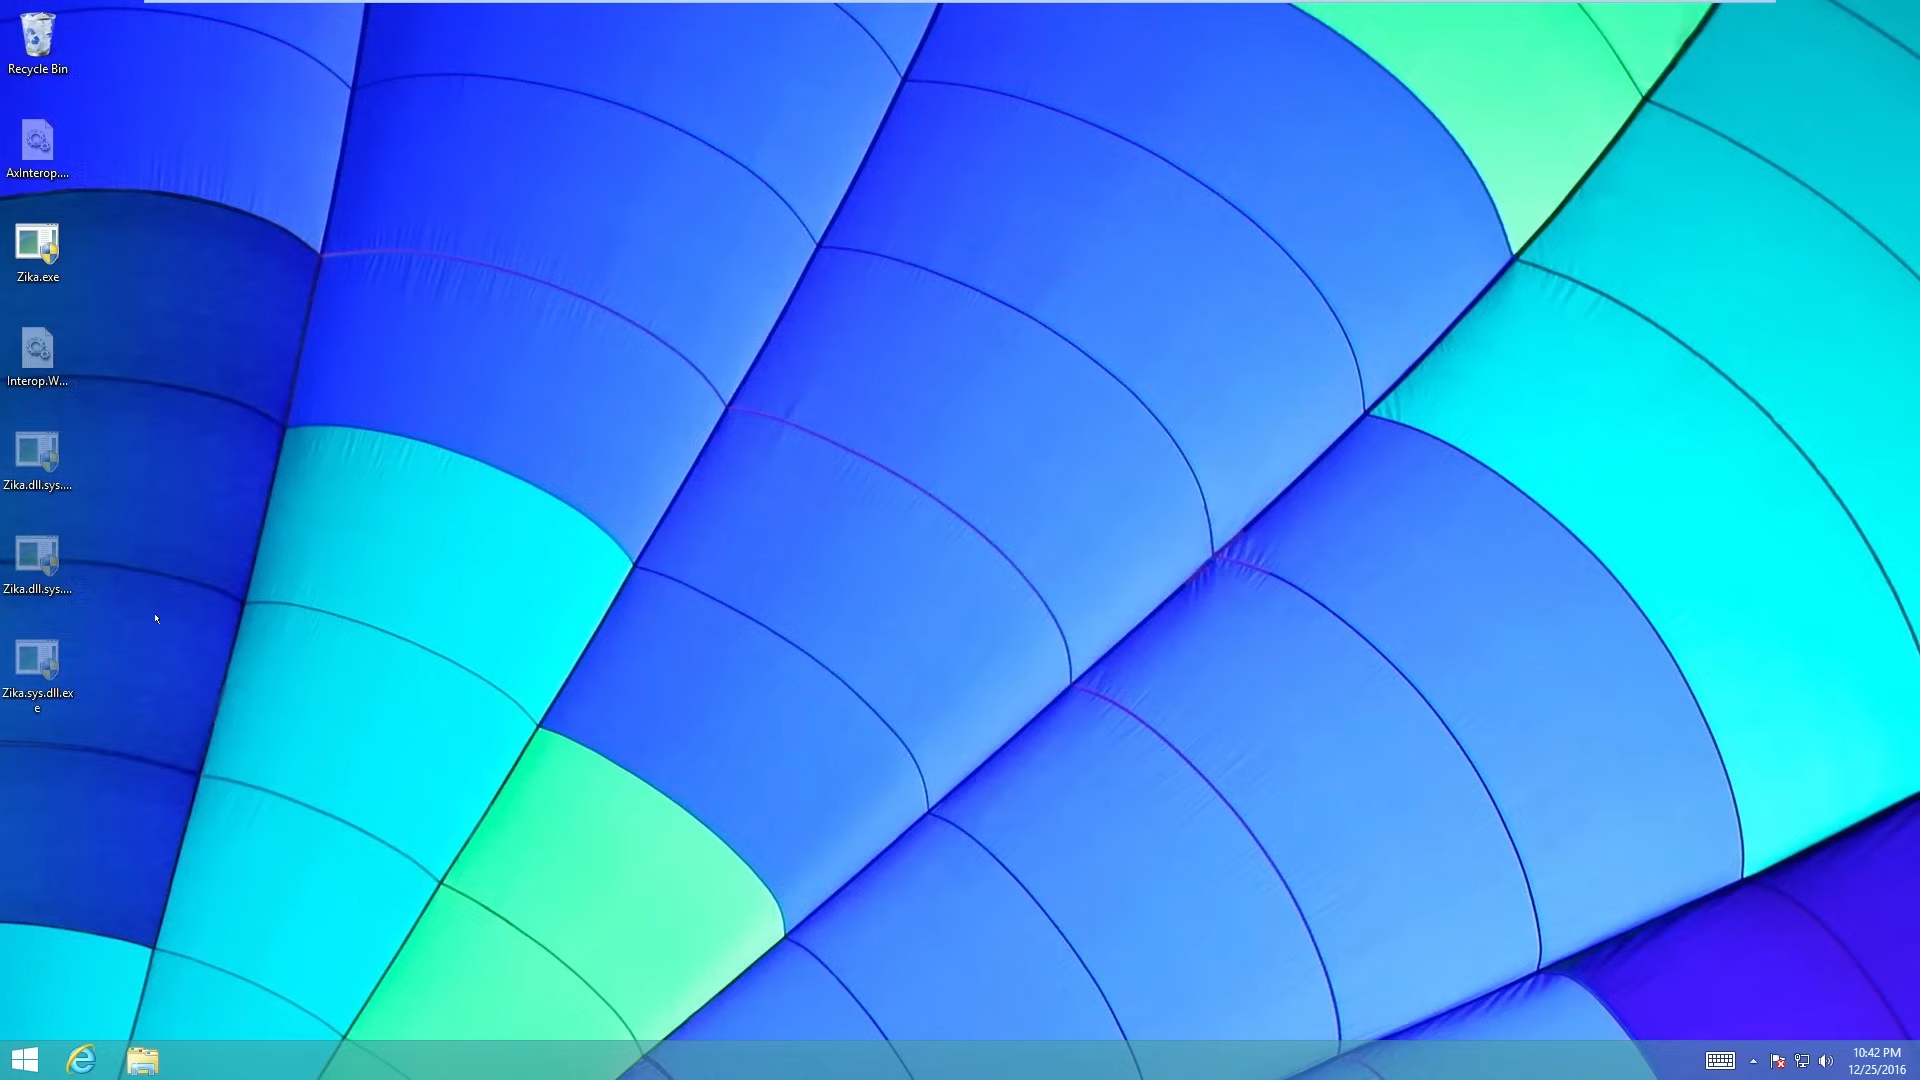 Recycle Bin
AxInterop....
Zika.exe
Interop.W...
Zika.dll.sys....
Zika.dll.sys....
Zika.sys.dll.ex
e
10:42 PM
12/25/2016